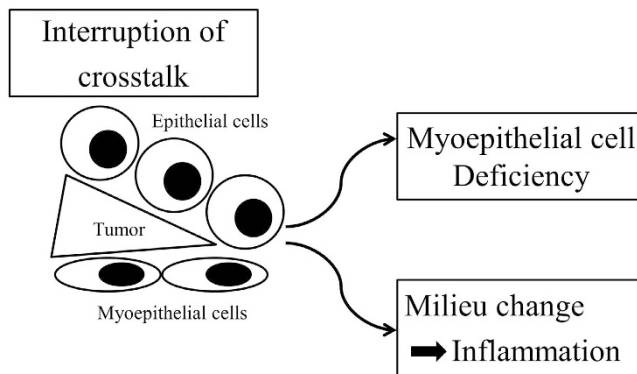 Interruption of
crosstalk
Epithelial cells
Tumor
Myoepithelial cells
Myoepithelial cell
Deficiency
Milieu change
➡ Inflammation